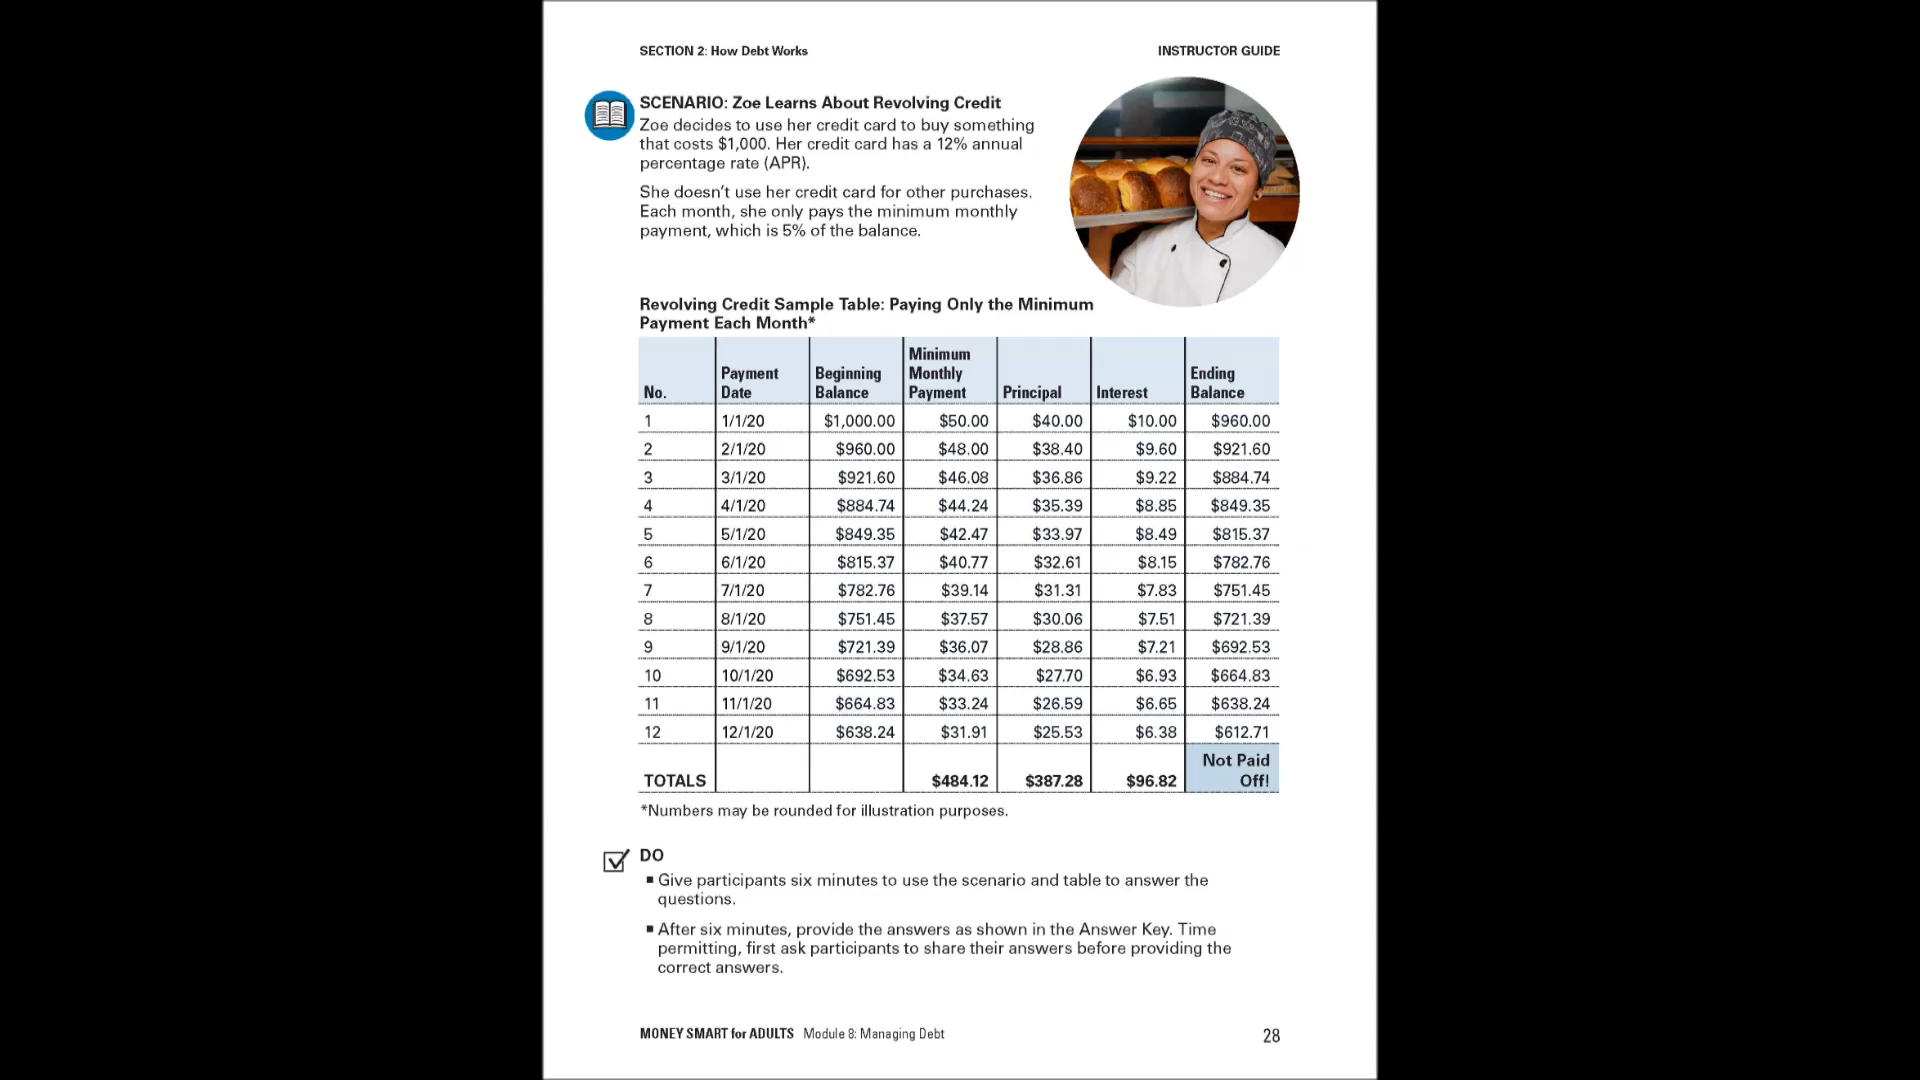 SECTION 2: How Debt Works
INSTRUCTOR GUIDE
SCENARIO: Zoe Learns About Revolving Credit
Zoe decides to use her credit card to buy something
that costs $1,000. Her credit card has a 12% annual
percentage rate (APR).
She doesn’t use her credit card for other purchases.
Each month, she only pays the minimum monthly
payment, which is 5% of the balance.
Revolving Credit Sample Table: Paying Only the Minimum
Payment Each Month*
No. Payment Date Beginning Balance Minimum Monthly Payment Principal Interest Ending Balance
1 1/1/20 $1,000.00 $50.00 $40.00 $10.00 $960.00
2 2/1/20 $960.00 $48.00 $38.40 $9.60 $921.60
3 3/1/20 $921.60 $46.08 $36.86 $9.22 $884.74
4 4/1/20 $884.74 $44.24 $35.39 $8.85 $849.35
5 5/1/20 $849.35 $42.47 $33.97 $8.49 $815.37
6 6/1/20 $815.37 $40.77 $32.61 $8.15 $782.76
7 7/1/20 $782.76 $39.14 $31.31 $7.83 $751.45
8 8/1/20 $751.45 $37.57 $30.06 $7.51 $721.39
9 9/1/20 $721.39 $36.07 $28.86 $7.21 $692.53
10 10/1/20 $692.53 $34.63 $27.70 $6.93 $664.83
11 11/1/20 $664.83 $33.24 $26.59 $6.65 $638.24
12 12/1/20 $638.24 $31.91 $25.53 $6.38 $612.71
TOTALS $484.12 $387.28 $96.82 Not Paid Off!
*Numbers may be rounded for illustration purposes.
DO
▪ Give participants six minutes to use the scenario and table to answer the
questions.
▪ After six minutes, provide the answers as shown in the Answer Key. Time
permitting, first ask participants to share their answers before providing the
correct answers.
MONEY SMART for ADULTS Module 8: Managing Debt
28